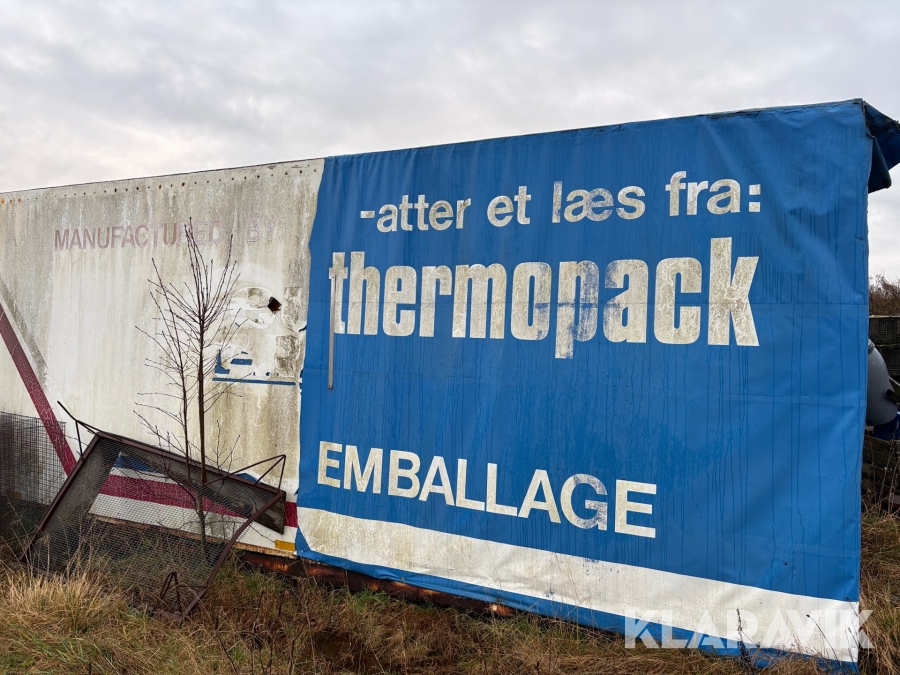 MANUFACTURED BY
-atter et læs fra:
thermopack
EMBALLAGE
KLARAVIK